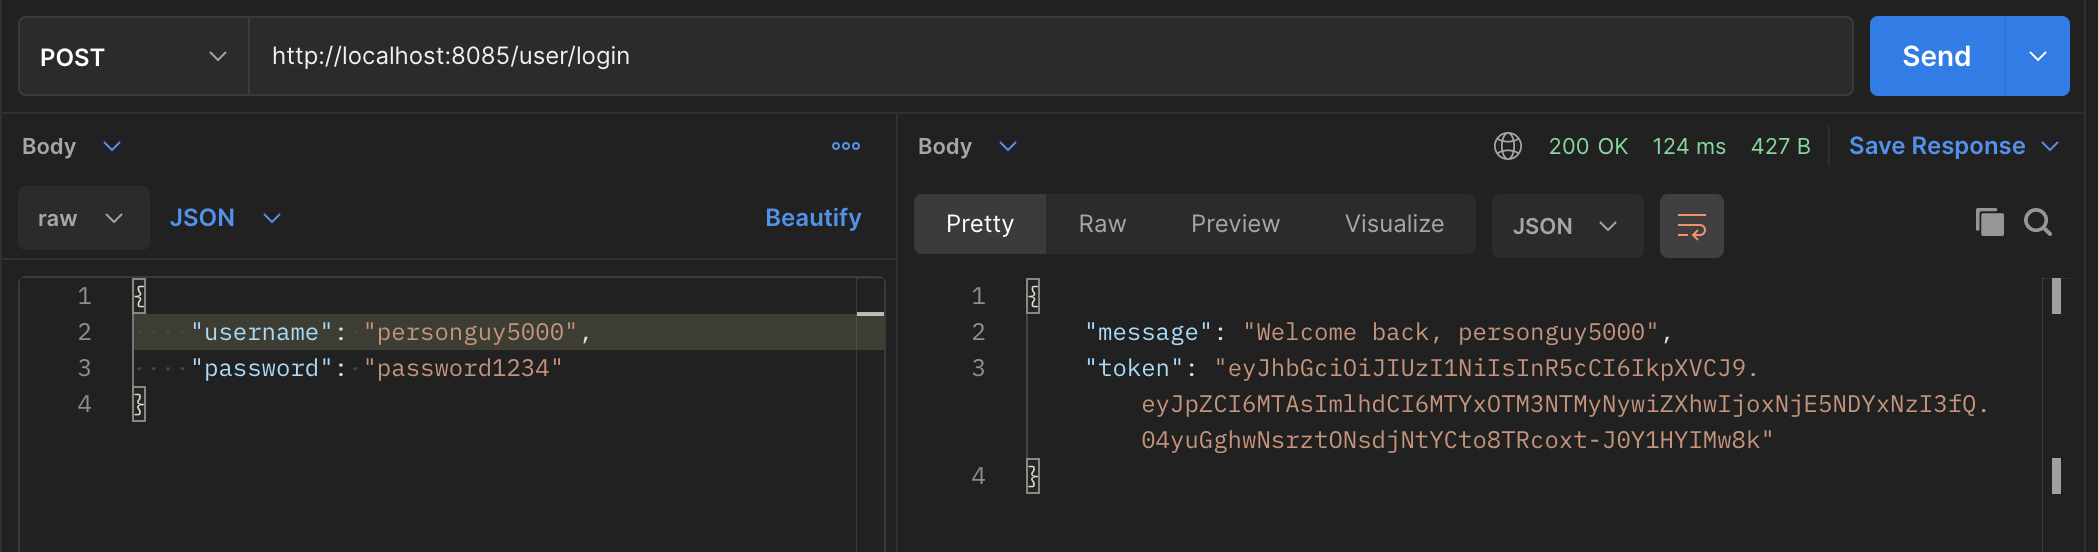 POST
http://localhost:8085/user/login
Send
Body
Body
200 OK
124 ms
427 B
Save Response
raw
JSON
Beautify
Pretty
Raw
Preview
Visualize
JSON
1 {
2 "username": "personguy5000",
3 "password": "password1234"
4 }
1 {
2 "message": "Welcome back, personguy5000",
3 "token": "eyJhbGciOiJIUzI1NiIsInR5cCI6IkpXVCJ9.
eyJpZCI6MTAsImlhdCI6MTYxOTM3NTMyNywiZXhwIjoxNjE5NDYxNzI3fQ.
04yuGghwNsrztONsdjNtYCto8TRcoxt-J0Y1HYIMw8k"
4 }